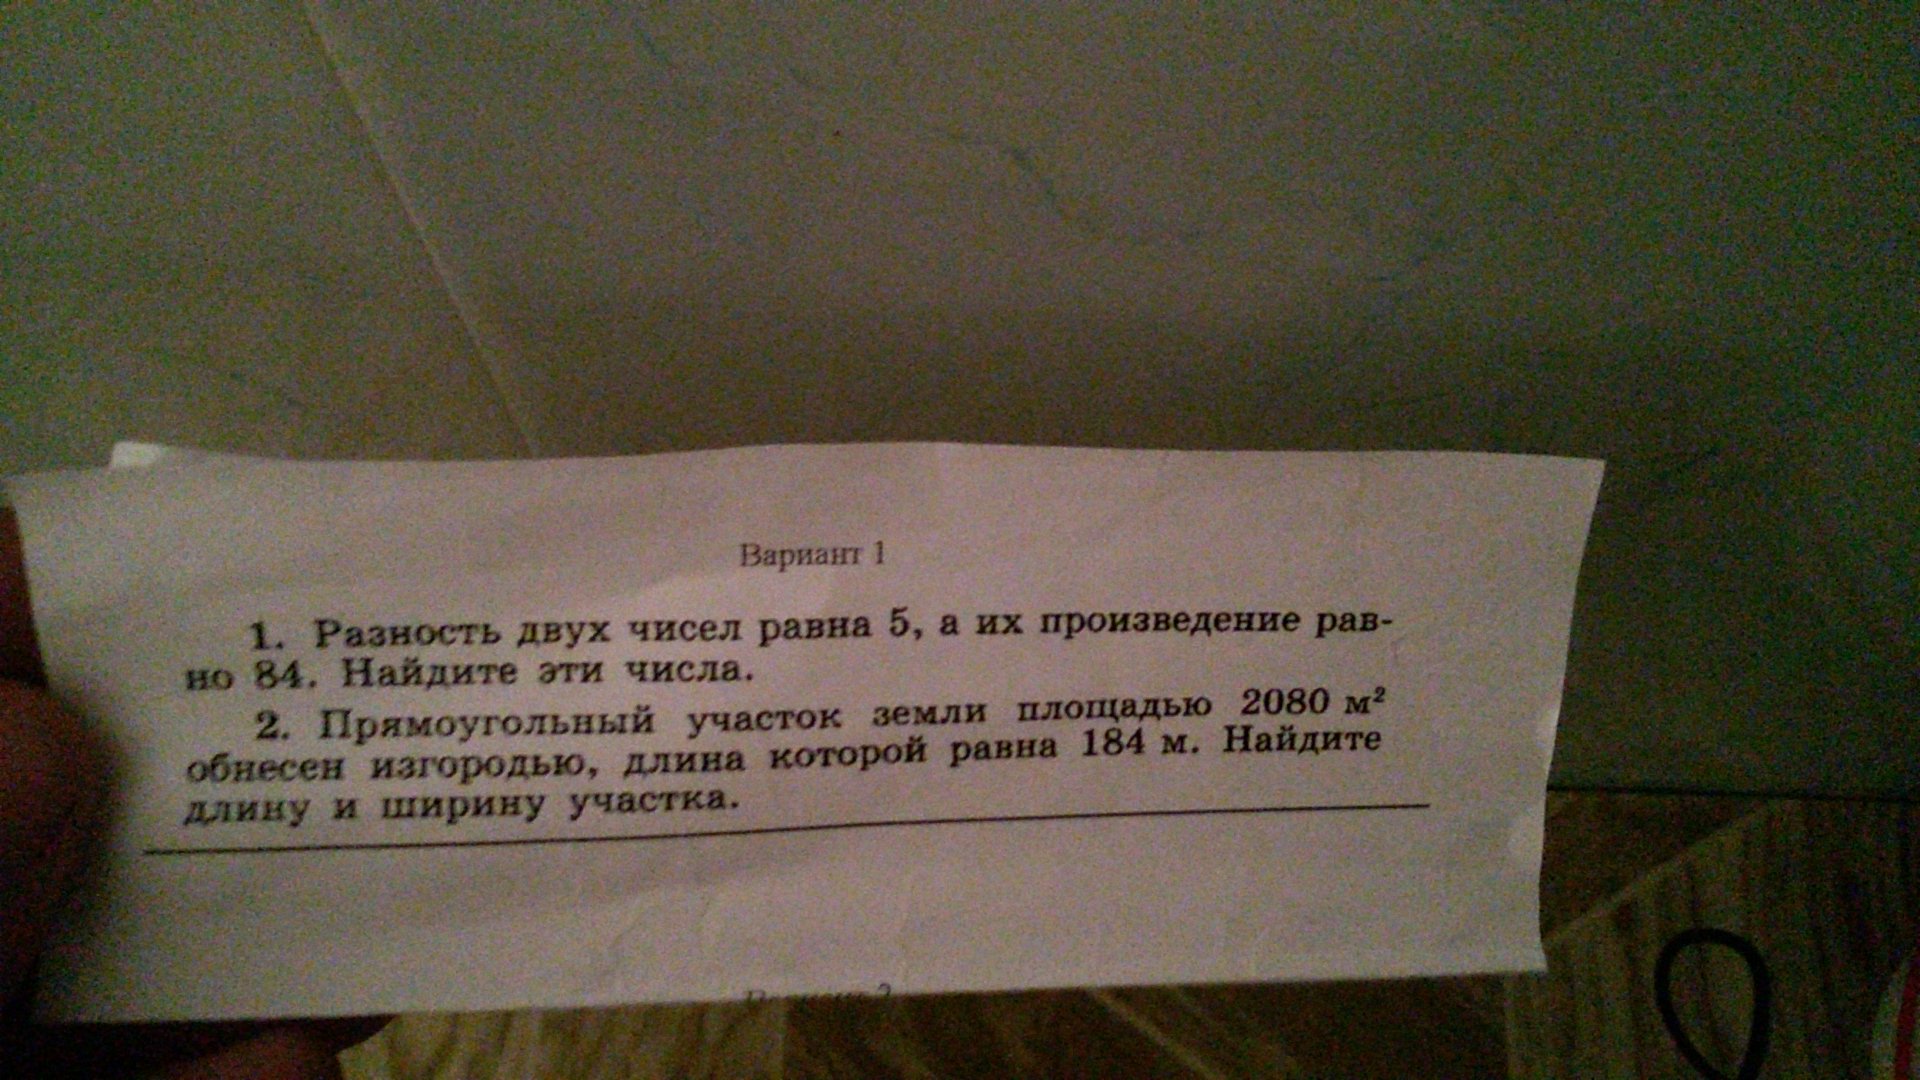 Вариант 1
1. Разность двух чисел равна 5, а их произведение рав-
но 84. Найдите эти числа.
2. Прямоугольный участок земли площадью 2080 м²
обнесен изгородью, длина которой равна 184 м. Найдите
длину и ширину участка.